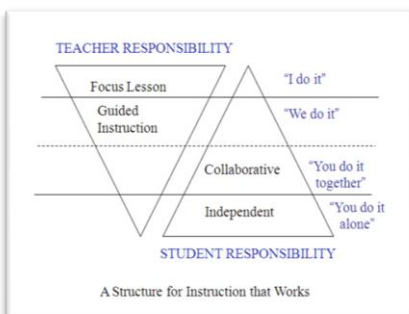 TEACHER RESPONSIBILITY
Focus Lesson
"I do it"
Guided
Instruction
"We do it"
Collaborative
"You do it
together"
Independent
"You do it
alone"
STUDENT RESPONSIBILITY
A Structure for Instruction that Works